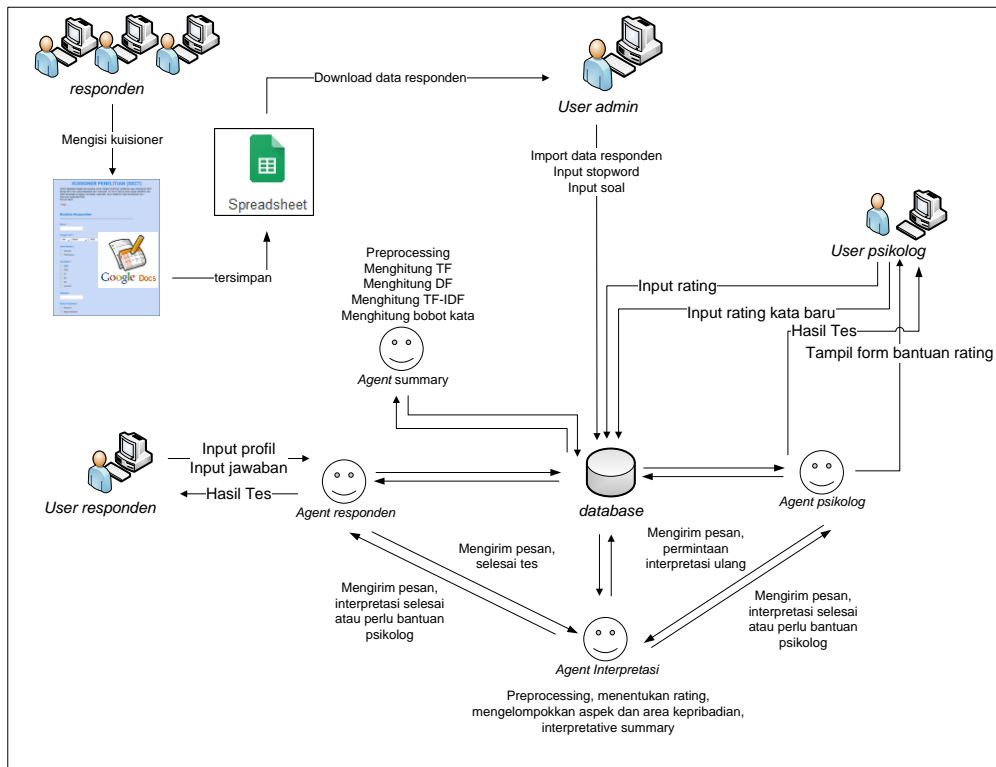 responden
Mengisi kuisioner
KUISIONER PENELITIAN (SSCT)
Google Docs
tersimpan
Spreadsheet
Download data responden
User admin
Import data responden
Input stopword
Input soal
User psikolog
Input rating
Input rating kata baru
Hasil Tes
Tampil form bantuan rating
Preprocessing
Menghitung TF
Menghitung DF
Menghitung TF-IDF
Menghitung bobot kata
Agent summary
User responden
Input profil
Input jawaban
Hasil Tes
Agent responden
database
Agent psikolog
Mengirim pesan,
selesai tes
Mengirim pesan,
permintaan
interpretasi ulang
Mengirim pesan,
interpretasi selesai
atau perlu bantuan
psikolog
Mengirim pesan,
interpretasi selesai
atau perlu bantuan
psikolog
Agent Interpretasi
Preprocessing, menentukan rating,
mengelompokkan aspek dan area kepribadian,
interpretative summary